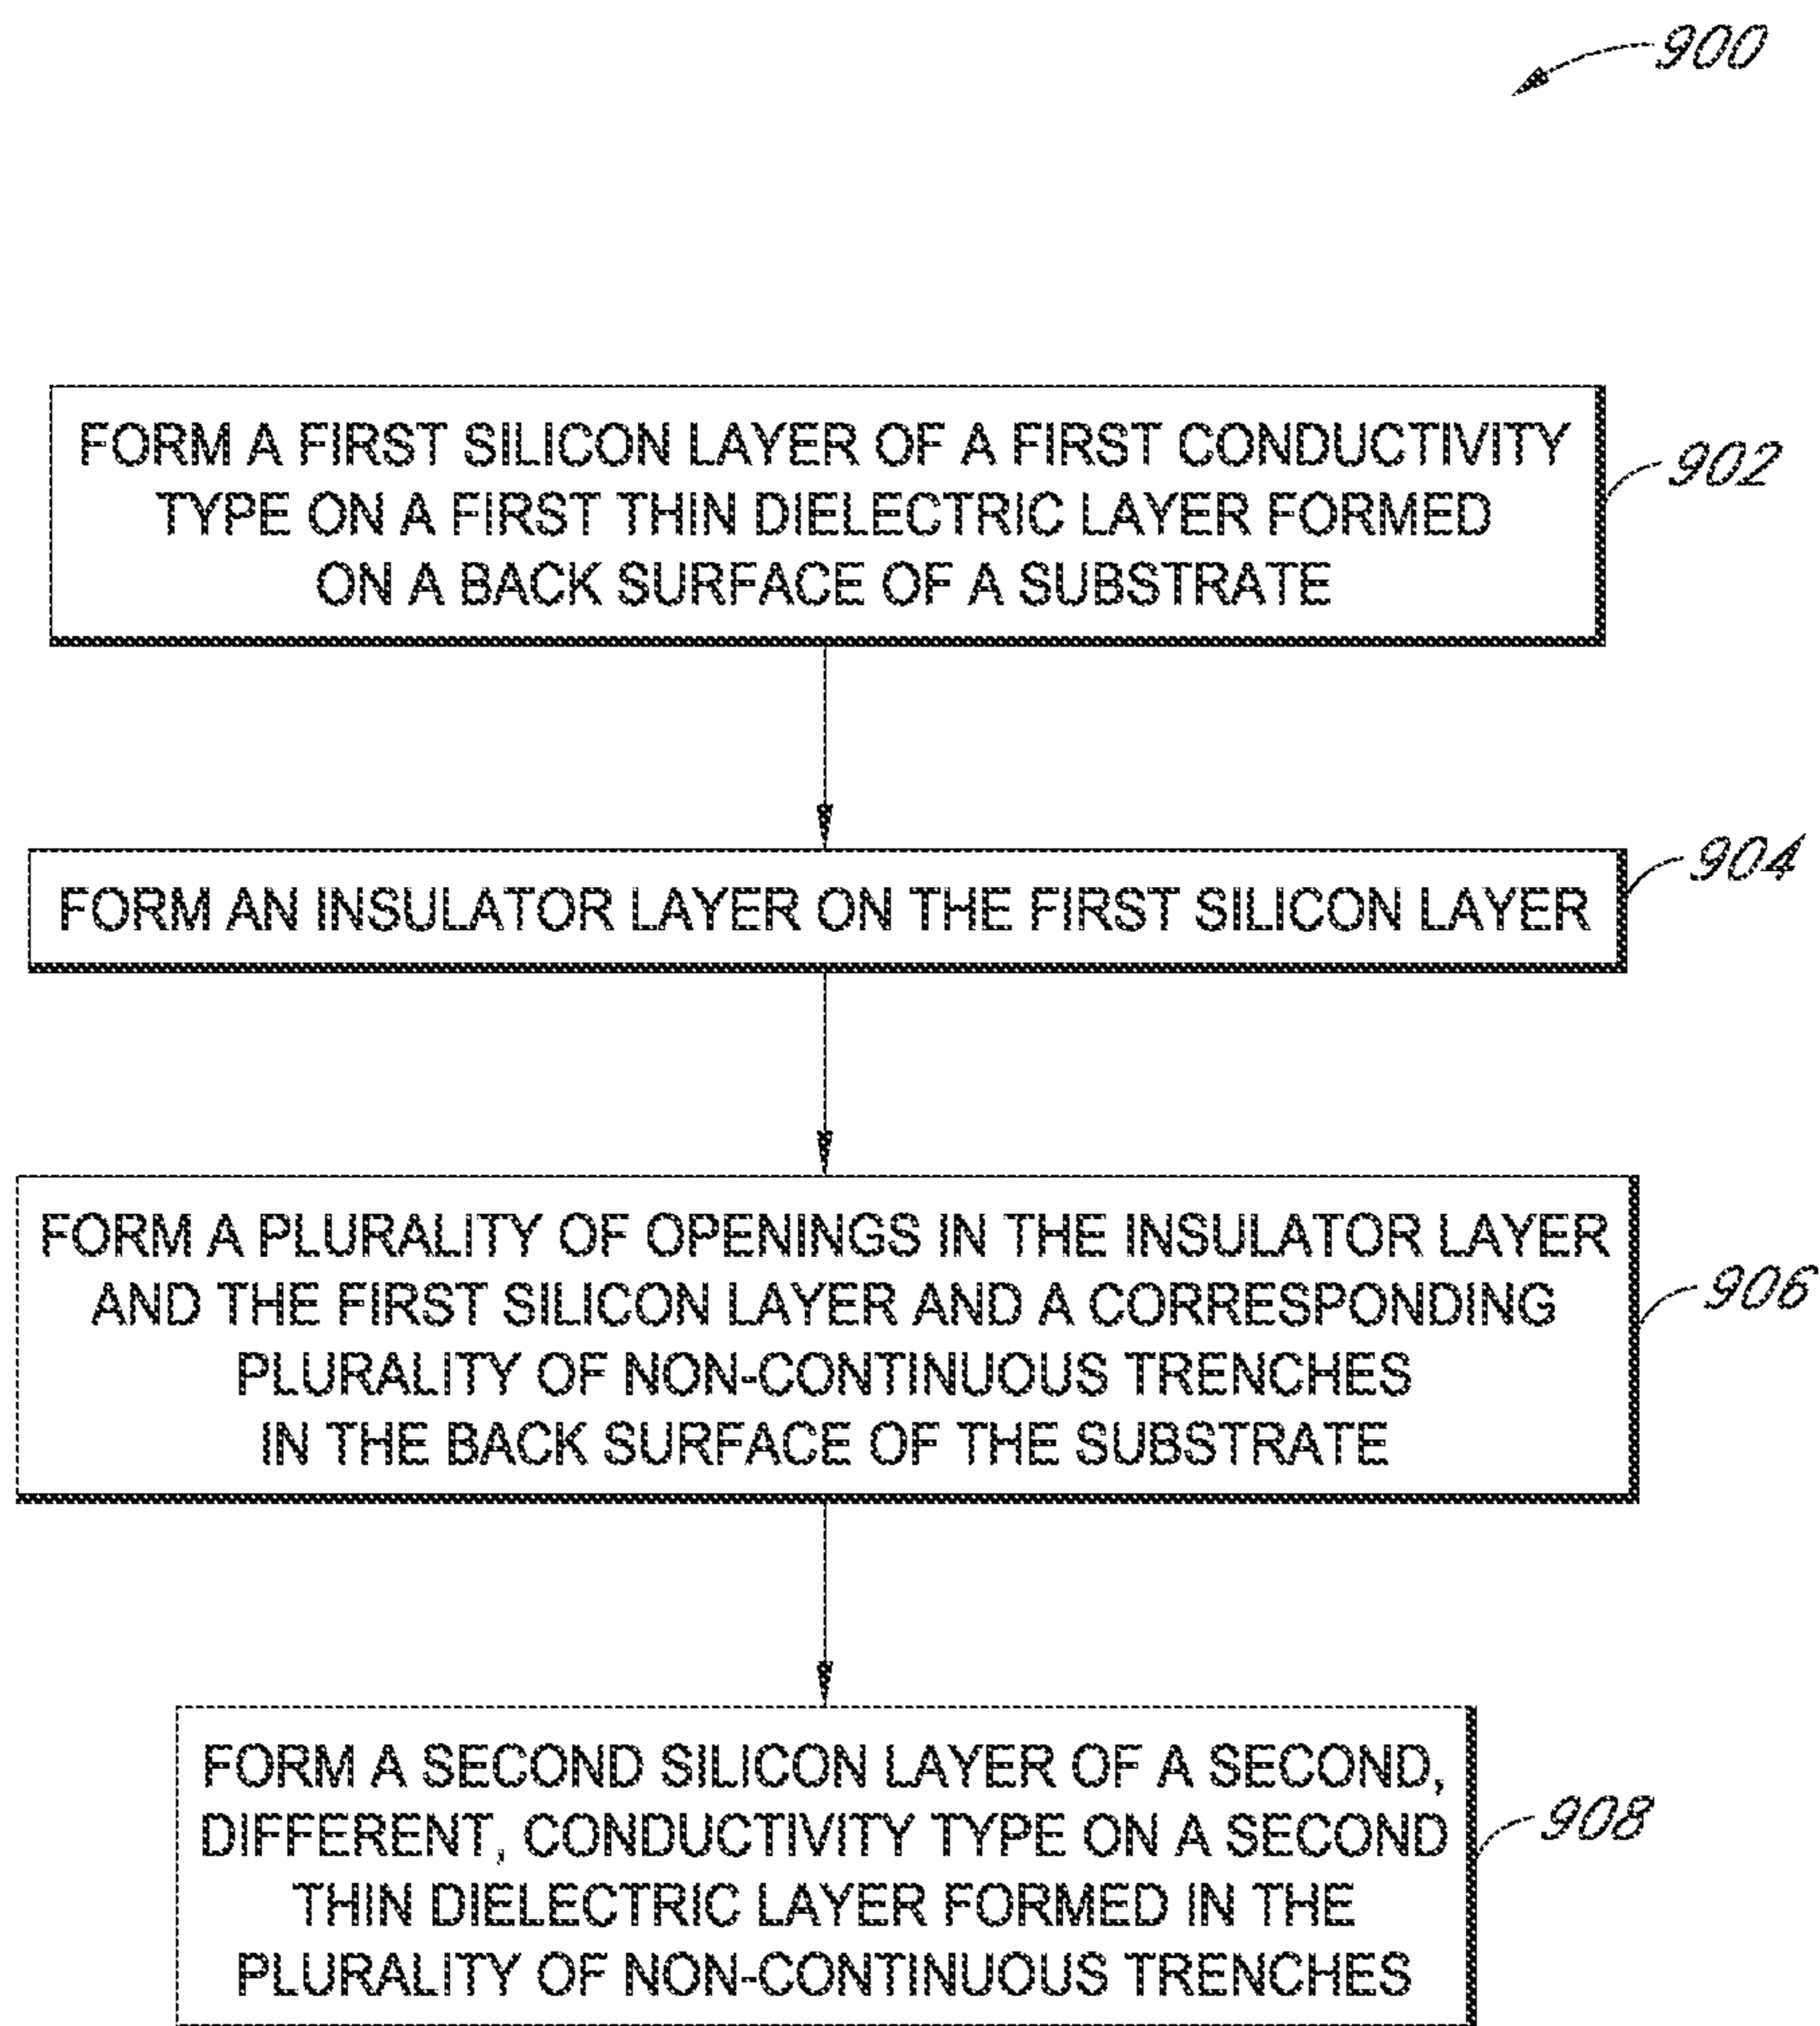 900
FORM A FIRST SILICON LAYER OF A FIRST CONDUCTIVITY
TYPE ON A FIRST THIN DIELECTRIC LAYER FORMED
ON A BACK SURFACE OF A SUBSTRATE
902
FORM AN INSULATOR LAYER ON THE FIRST SILICON LAYER
904
FORM A PLURALITY OF OPENINGS IN THE INSULATOR LAYER
AND THE FIRST SILICON LAYER AND A CORRESPONDING
PLURALITY OF NON-CONTINUOUS TRENCHES
IN THE BACK SURFACE OF THE SUBSTRATE
906
FORM A SECOND SILICON LAYER OF A SECOND,
DIFFERENT, CONDUCTIVITY TYPE ON A SECOND
THIN DIELECTRIC LAYER FORMED IN THE
PLURALITY OF NON-CONTINUOUS TRENCHES
908